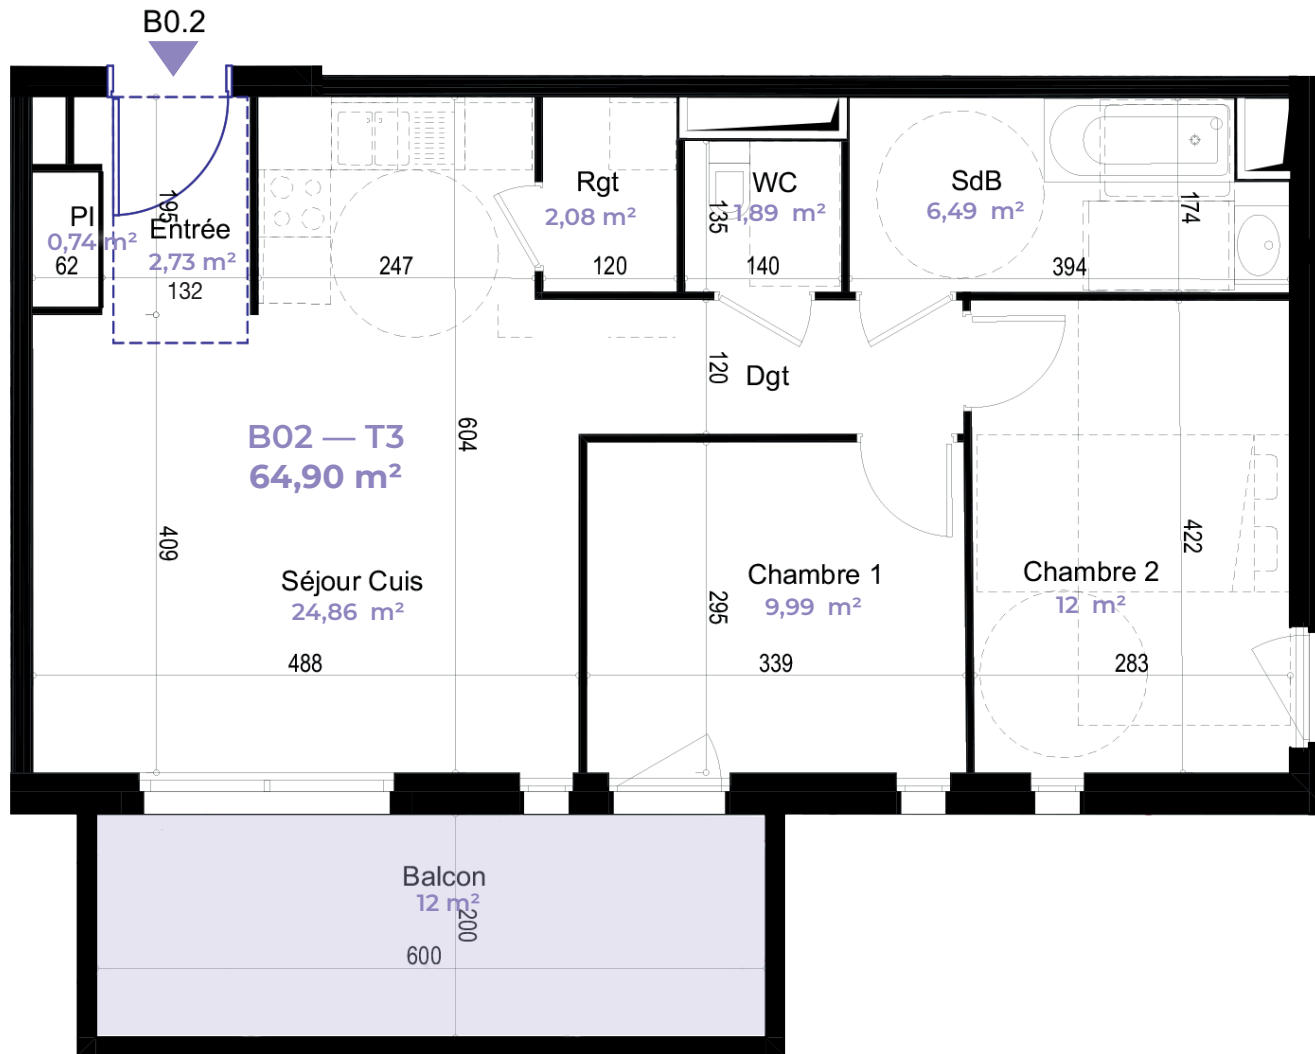 B0.2
Pl
0,74 m²
62
195
Entrée
2,73 m²
132
247
Rgt
2,08 m²
120
WC
1,89 m²
135
140
SdB
6,49 m²
174
394
120
Dgt
B02 — T3
64,90 m²
604
409
Séjour Cuis
24,86 m²
488
Chambre 1
9,99 m²
295
339
422
Chambre 2
12 m²
283
Balcon
12 m²
200
600